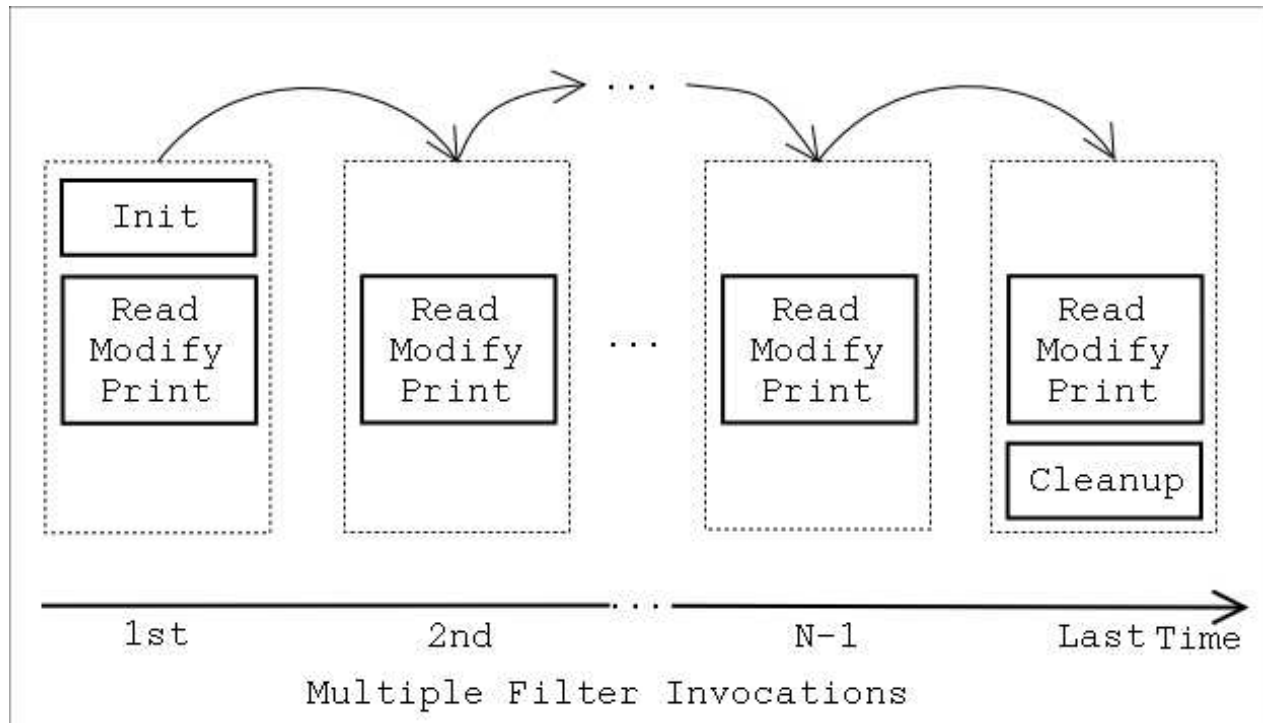 ...
Init
Read
Modify
Print
Read
Modify
Print
...
Read
Modify
Print
Read
Modify
Print
Cleanup
...
1st 2nd N-1 Last Time
Multiple Filter Invocations